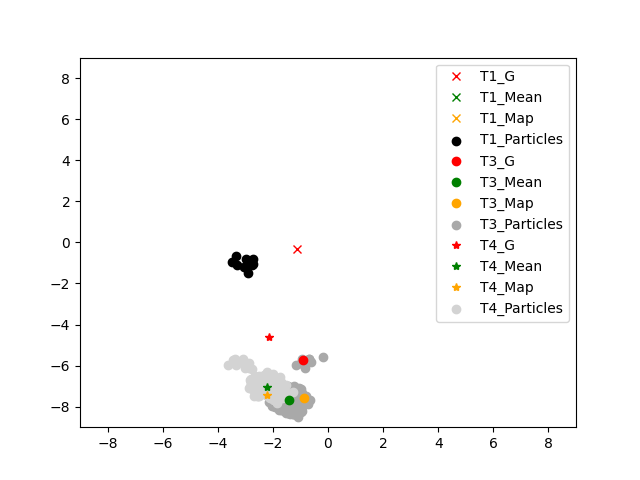 8
6
4
2
0
−2
−4
−6
−8
−8 −6 −4 −2 0 2 4 6 8
T1_G
T1_Mean
T1_Map
T1_Particles
T3_G
T3_Mean
T3_Map
T3_Particles
T4_G
T4_Mean
T4_Map
T4_Particles